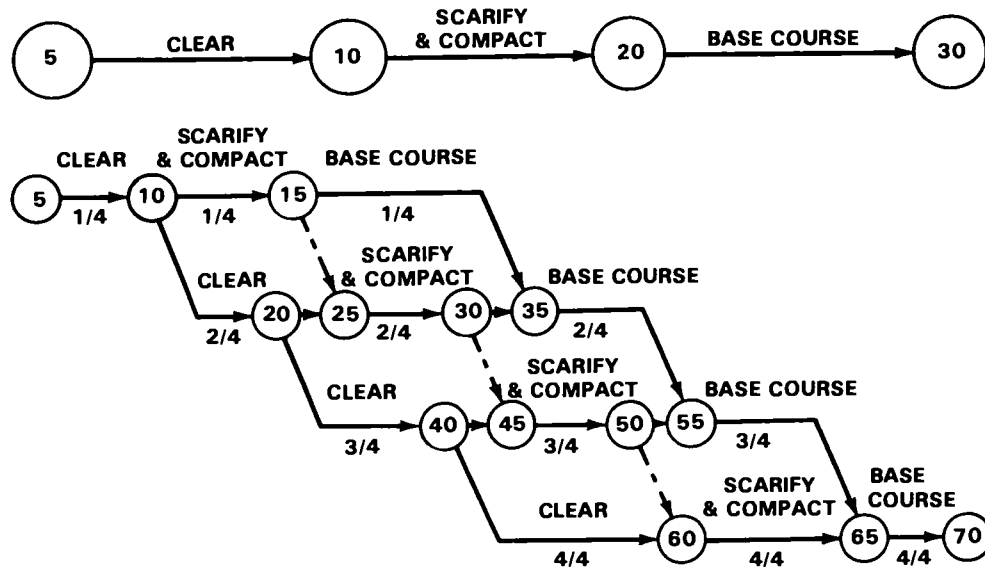 SCARIFY
& COMPACT
5 CLEAR 10 20 BASE COURSE 30
SCARIFY
CLEAR & COMPACT BASE COURSE
5 10 15
1/4 1/4 1/4
SCARIFY
CLEAR & COMPACT BASE COURSE
20 25 30 35
2/4 2/4 2/4
SCARIFY
CLEAR & COMPACT BASE COURSE
40 45 50 55
3/4 3/4 3/4
SCARIFY BASE
CLEAR & COMPACT COURSE
60 65 70
4/4 4/4 4/4